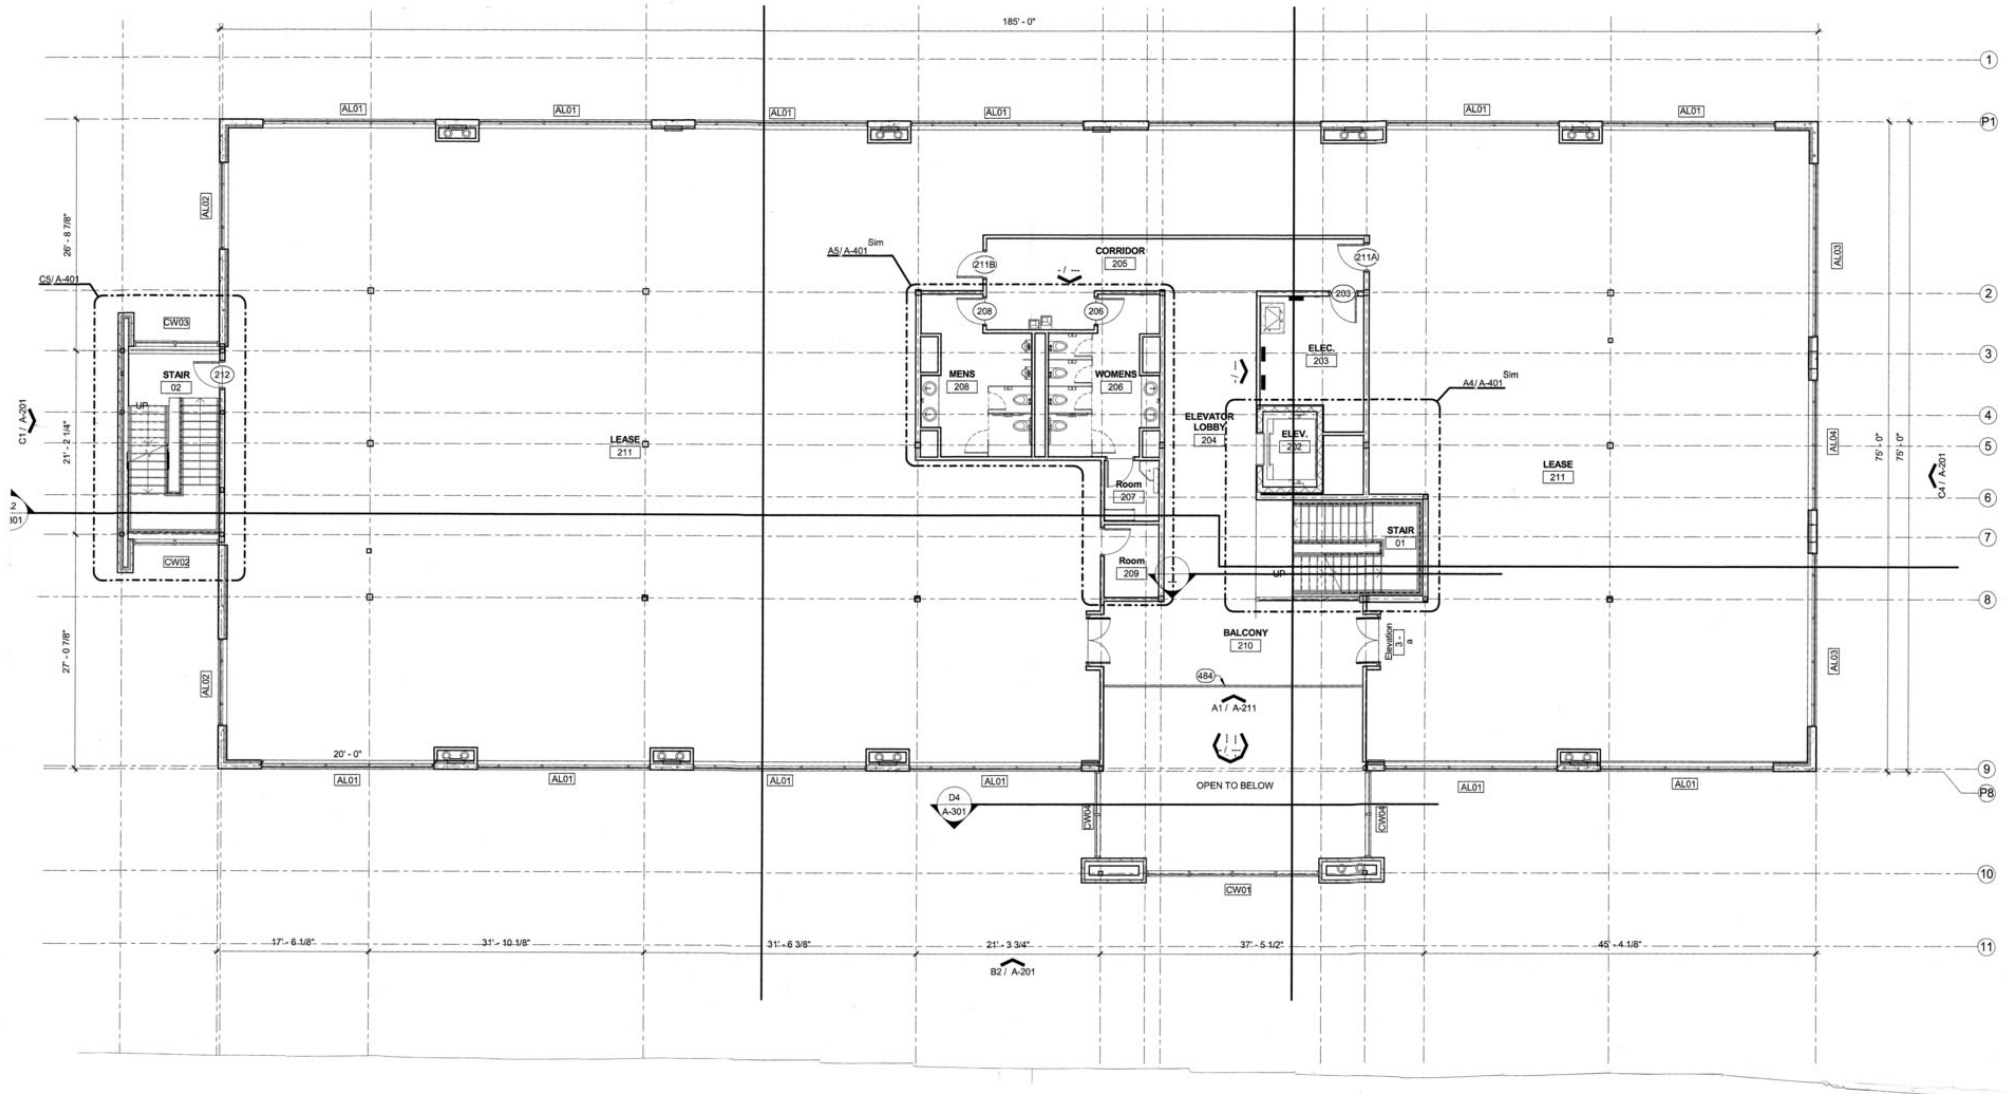 185' - 0"
1
AL01
AL01
AL01
AL01
AL01
AL01
P1
26' - 8 7/8"
AL02
C5/ A-401
CW03
212
STAIR
02
UP
C1 / A-201
21' - 2 1/4"
CW02
27' - 0 7/8"
AL02
A5/ A-401
Sim
211B
CORRIDOR
205
- / ---
211A
208
206
203
MENS
208
WOMENS
206
ELEC.
203
ELEVATOR
LOBBY
204
ELEV.
202
A4/ A-401
Sim
LEASE
211
LEASE
211
Room
207
Room
209
STAIR
01
UP
BALCONY
210
Elevation
3 -
a
484
A1 / A-211
OPEN TO BELOW
AL03
AL04
AL03
75' - 0"
75' - 0"
C4 / A-201
2
3
4
5
6
7
8
9
P8
10
11
20' - 0"
AL01
AL01
AL01
AL01
AL01
AL01
D4
A-301
CW04
CW04
CW01
17' - 6 1/8"
31' - 10 1/8"
31' - 6 3/8"
21' - 3 3/4"
37' - 5 1/2"
45' - 4 1/8"
B2 / A-201